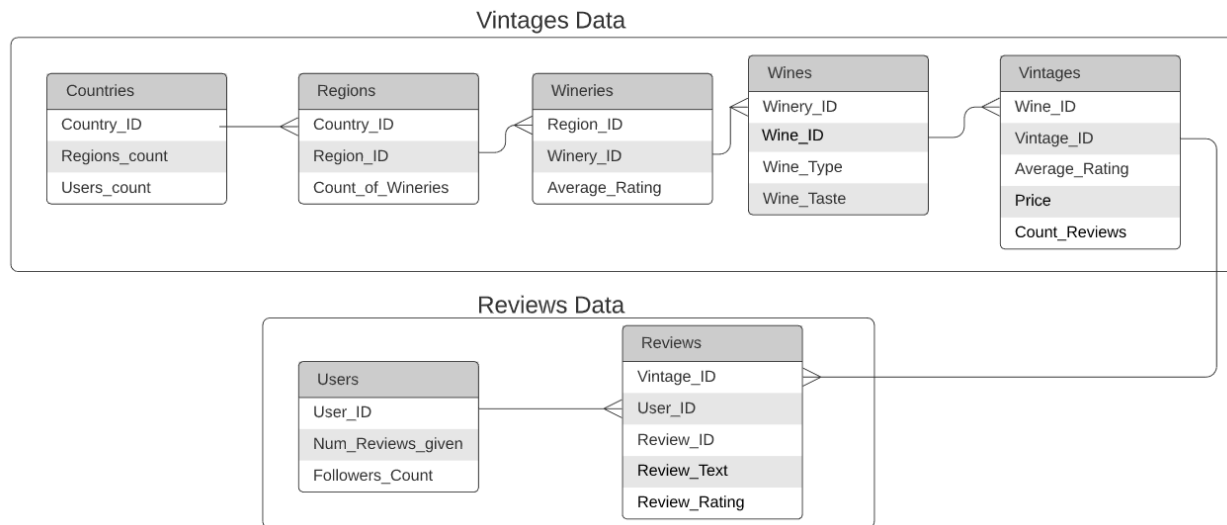 Vintages Data
Countries
Country_ID
Regions_count
Users_count
Regions
Country_ID
Region_ID
Count_of_Wineries
Wineries
Region_ID
Winery_ID
Average_Rating
Wines
Winery_ID
Wine_ID
Wine_Type
Wine_Taste
Vintages
Wine_ID
Vintage_ID
Average_Rating
Price
Count_Reviews
Reviews Data
Users
User_ID
Num_Reviews_given
Followers_Count
Reviews
Vintage_ID
User_ID
Review_ID
Review_Text
Review_Rating